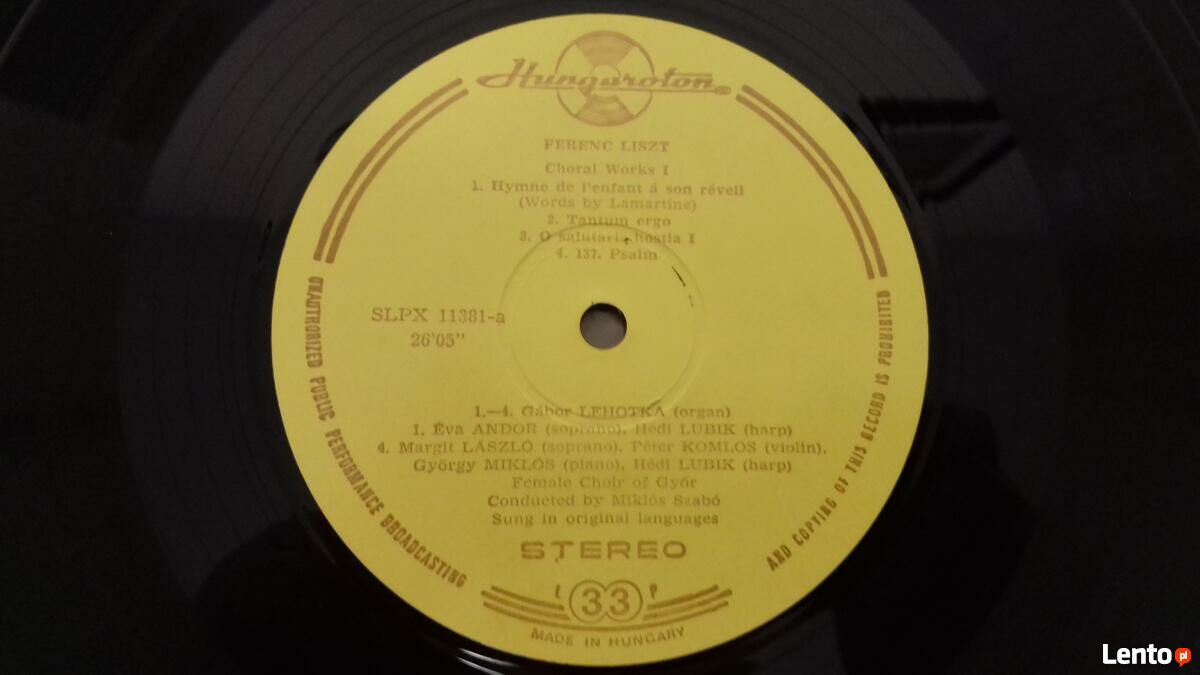 Hungaroton
FERENC LISZT
Choral Works I
1. Hymne de l'enfant á son réveil
(Words by Lamartine)
2. Tantum ergo
3. O salutaris hostia I
4. 137. Psalm
SLPX 11381-a
26'05"
1.—4. Gábor LEHOTKA (organ)
1. Éva ANDOR (soprano), Hédi LUBIK (harp)
4. Margit LÁSZLÓ (soprano), Péter KOMLÓS (violin),
György MIKLÓS (piano), Hédi LUBIK (harp)
Female Choir of Győr
Conducted by Miklós Szabó
Sung in original languages
STEREO
L 33 P
MADE IN HUNGARY
UNAUTHORIZED PUBLIC PERFORMANCE BROADCASTING
AND COPYING OF THIS RECORD IS PROHIBITED
Lento pl